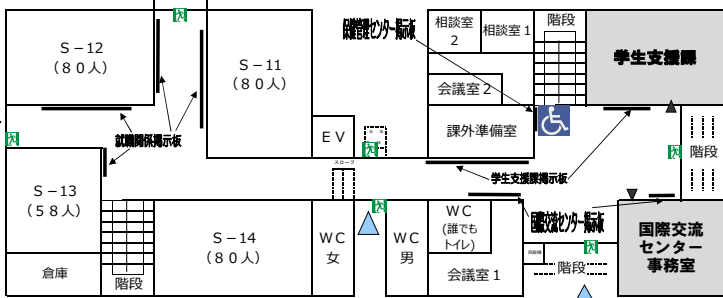 S－12
(８０人)
S－11
(８０人)
保健管理センター掲示板
相談室
2
相談室１
階段
学生支援課
会議室２
課外準備室
就職関係掲示板
ＥＶ
スロープ
学生支援課掲示板
階段
S－13
(５８人)
倉庫
階段
S－14
(８０人)
ＷＣ
女
ＷＣ
男
ＷＣ
(誰でも
トイレ)
会議室１
国際交流センター掲示板
階段
国際交流
センター
事務室